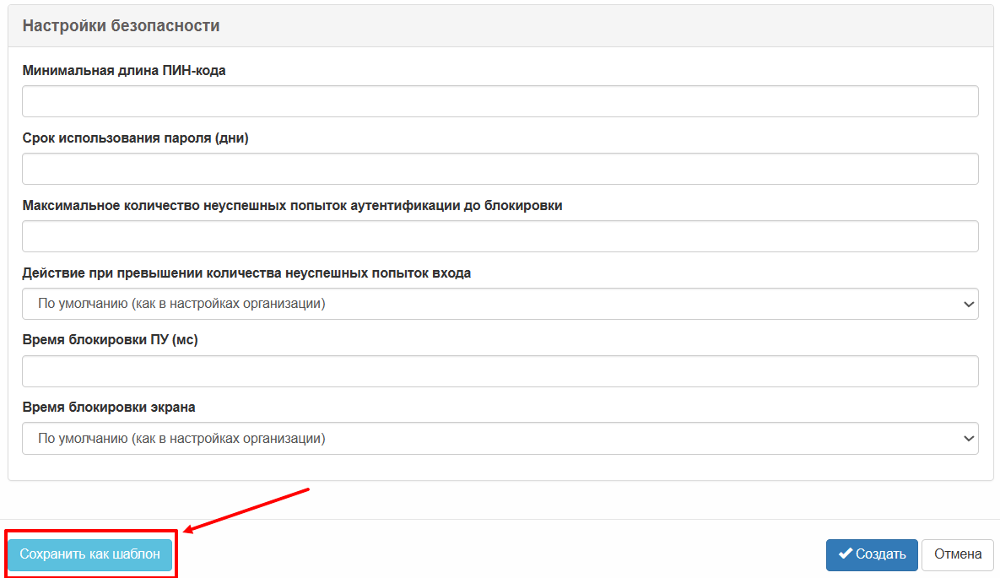 Настройки безопасности
Минимальная длина ПИН-кода
Срок использования пароля (дни)
Максимальное количество неуспешных попыток аутентификации до блокировки
Действие при превышении количества неуспешных попыток входа
По умолчанию (как в настройках организации)
Время блокировки ПУ (мс)
Время блокировки экрана
По умолчанию (как в настройках организации)
Сохранить как шаблон
Создать
Отмена